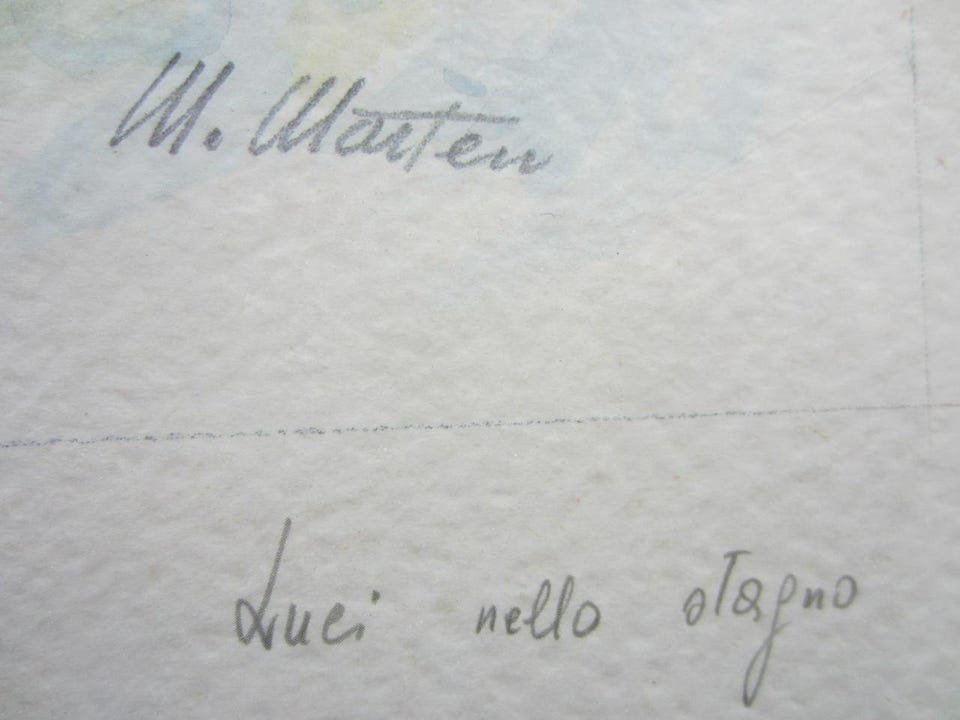 M. Marten
Luci nello stagno